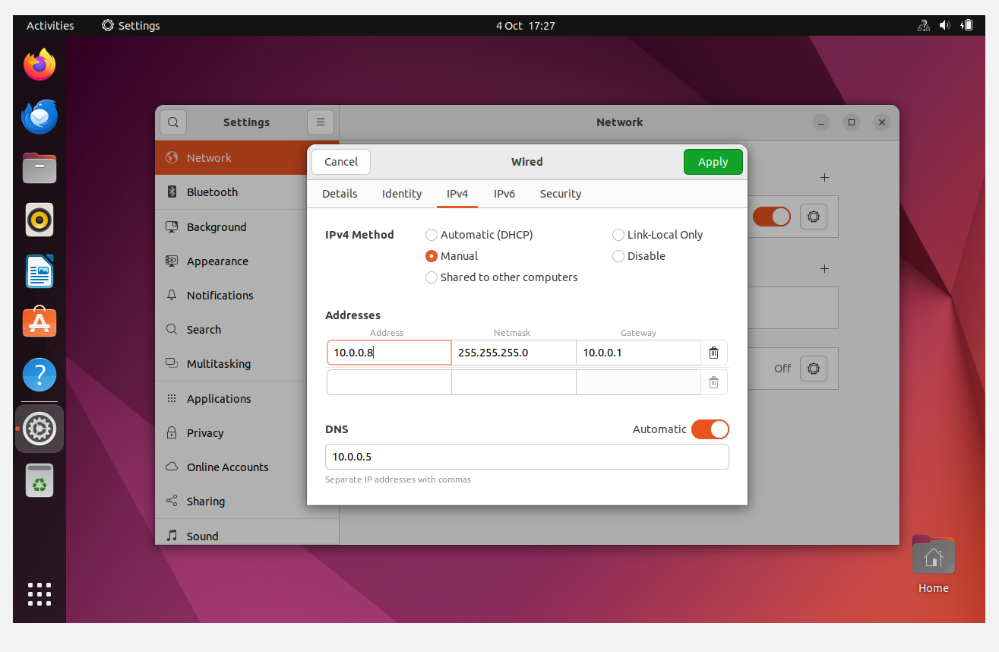 Activities Settings 4 Oct 17:27
Settings
Network
Network
Bluetooth
Background
Appearance
Notifications
Search
Multitasking
Applications
Privacy
Online Accounts
Sharing
Sound
Off
Cancel Wired Apply
Details Identity IPv4 IPv6 Security
IPv4 Method Automatic (DHCP) Link-Local Only
Manual Disable
Shared to other computers
Addresses
Address Netmask Gateway
10.0.0.8 255.255.255.0 10.0.0.1
DNS Automatic
10.0.0.5
Separate IP addresses with commas
Home